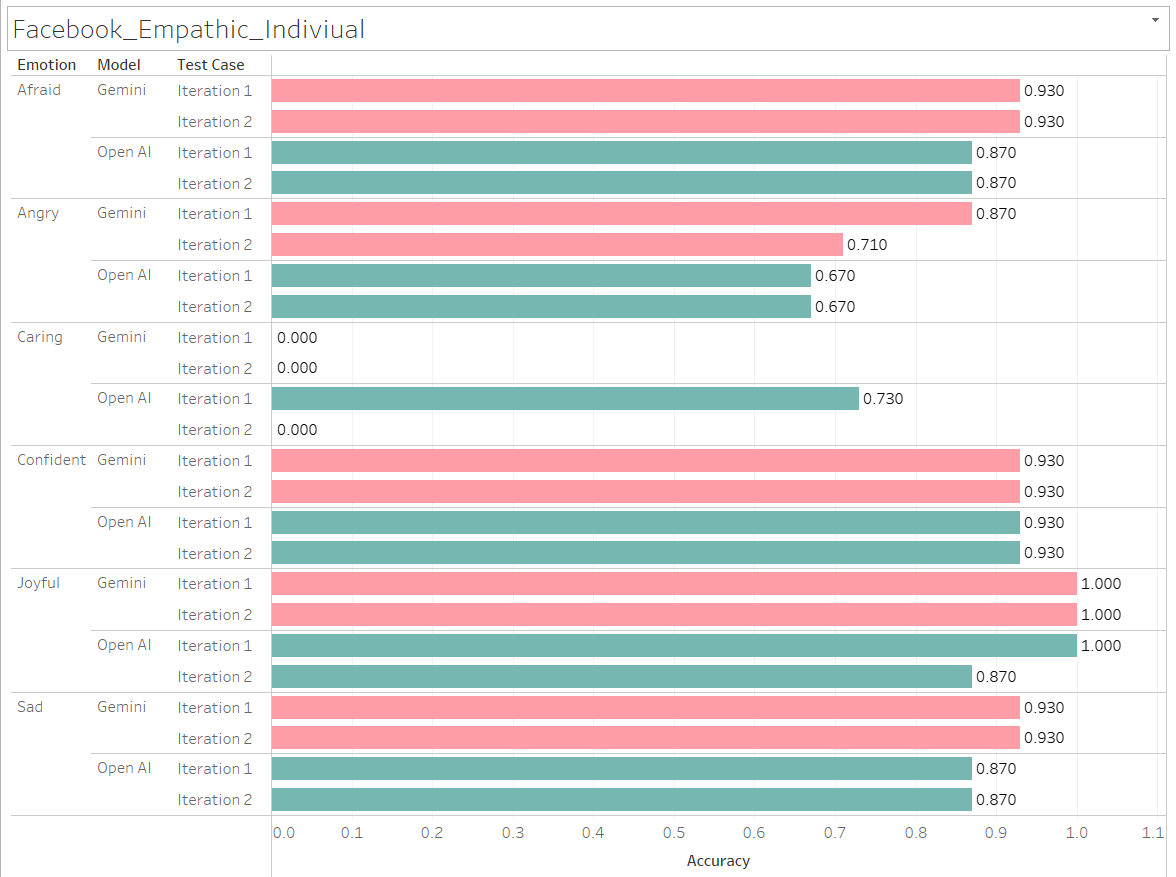 Facebook_Empathic_Indiviual
Emotion Model Test Case
Afraid Gemini Iteration 1 0.930
Iteration 2 0.930
Open AI Iteration 1 0.870
Iteration 2 0.870
Angry Gemini Iteration 1 0.870
Iteration 2 0.710
Open AI Iteration 1 0.670
Iteration 2 0.670
Caring Gemini Iteration 1 0.000
Iteration 2 0.000
Open AI Iteration 1 0.730
Iteration 2 0.000
Confident Gemini Iteration 1 0.930
Iteration 2 0.930
Open AI Iteration 1 0.930
Iteration 2 0.930
Joyful Gemini Iteration 1 1.000
Iteration 2 1.000
Open AI Iteration 1 1.000
Iteration 2 0.870
Sad Gemini Iteration 1 0.930
Iteration 2 0.930
Open AI Iteration 1 0.870
Iteration 2 0.870
0.0 0.1 0.2 0.3 0.4 0.5 0.6 0.7 0.8 0.9 1.0 1.1
Accuracy